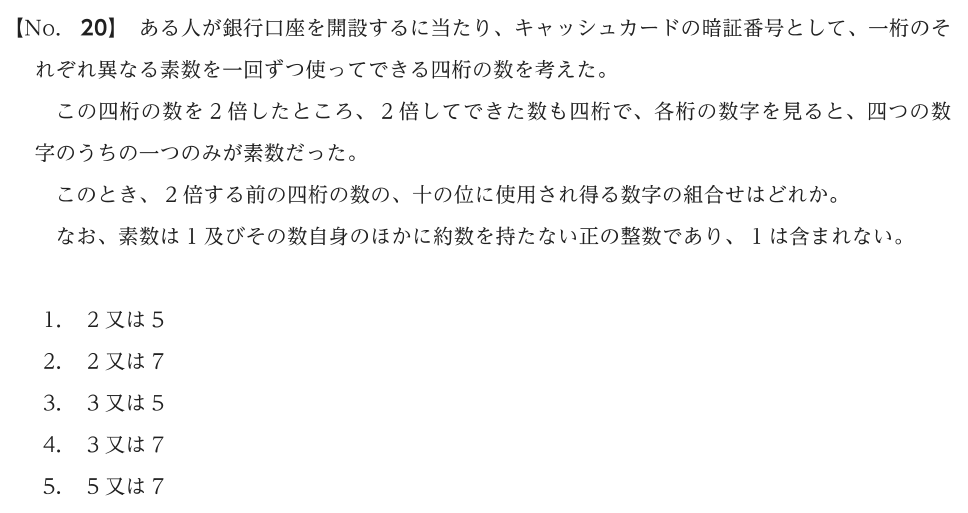 【No. 20】 ある人が銀行口座を開設するに当たり、キャッシュカードの暗証番号として、一桁のそ
れぞれ異なる素数を一回ずつ使ってできる四桁の数を考えた。
この四桁の数を２倍したところ、２倍してできた数も四桁で、各桁の数字を見ると、四つの数
字のうちの一つのみが素数だった。
このとき、２倍する前の四桁の数の、十の位に使用され得る数字の組合せはどれか。
なお、素数は１及びその数自身のほかに約数を持たない正の整数であり、１は含まれない。
1. 2 又は 5
2. 2 又は 7
3. 3 又は 5
4. 3 又は 7
5. 5 又は 7